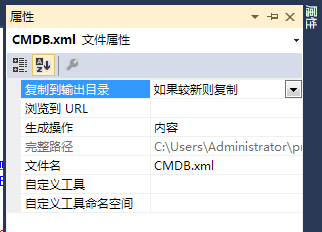 属性
CMDB.xml 文件属性
复制到输出目录 如果较新则复制
浏览到 URL
生成操作 内容
完整路径 C:\Users\Administrator\pr
文件名 CMDB.xml
自定义工具
自定义工具命名空间
属性